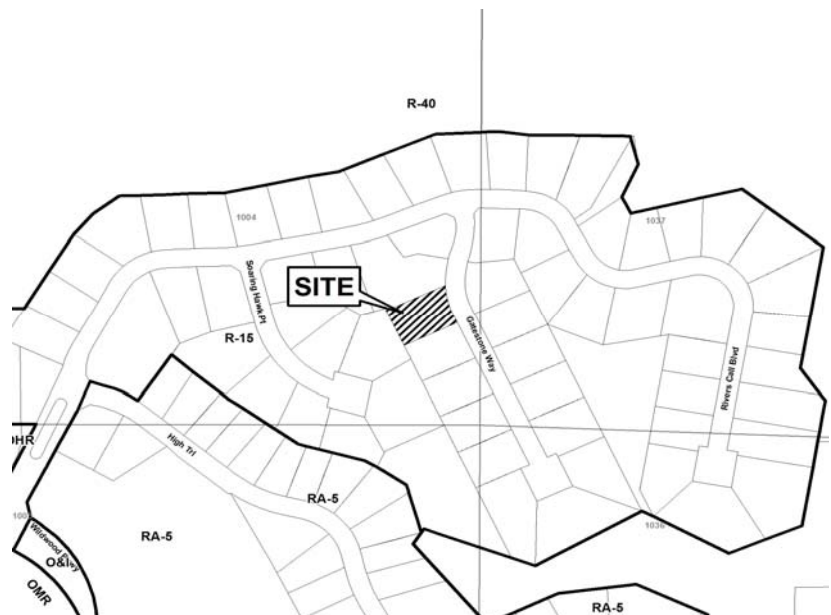 R-40
1004
1037
SITE
Soaring Hawk Pt
R-15
Gatestone Way
Rivers Call Blvd
OHR
High Trl
RA-5
1036
RA-5
Wildwood Pkwy
O&I
OMR
RA-5